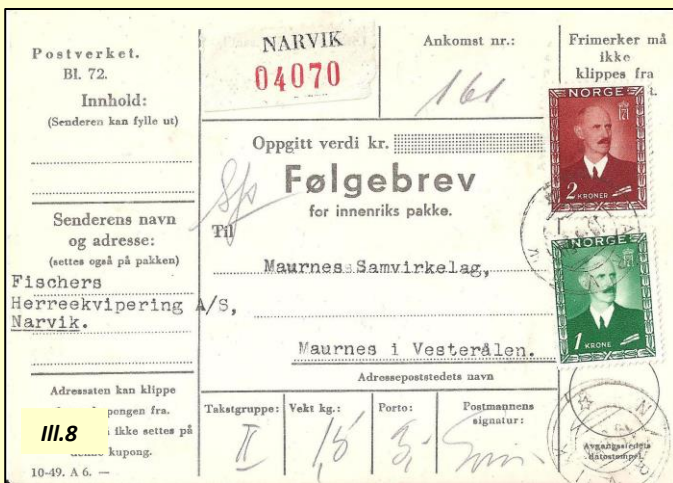 Postverket.
Bl. 72.
Innhold:
(Senderen kan fylle ut)
Senderens navn
og adresse:
(settes også på pakken)
Fischers
Herreekvipering A/S,
Narvik.
Adressaten kan klippe
kupongen fra.
ikke settes på
denne kupong.
Ill.8
10-49. A 6. —
NARVIK
04070
Ankomst nr.:
161
Frimerker må
ikke
klippes fra
Oppgitt verdi kr.
Følgebrev
for innenriks pakke.
Til
Maurnes Samvirkelag,
Maurnes i Vesterålen.
Adressepoststedets navn
Takstgruppe:
II
Vekt kg.:
1,5
Porto:
3,-
Postmannens
signatur:
Avgangsstedets
datostempel.
NORGE
2 KRONER
NORGE
1 KRONE